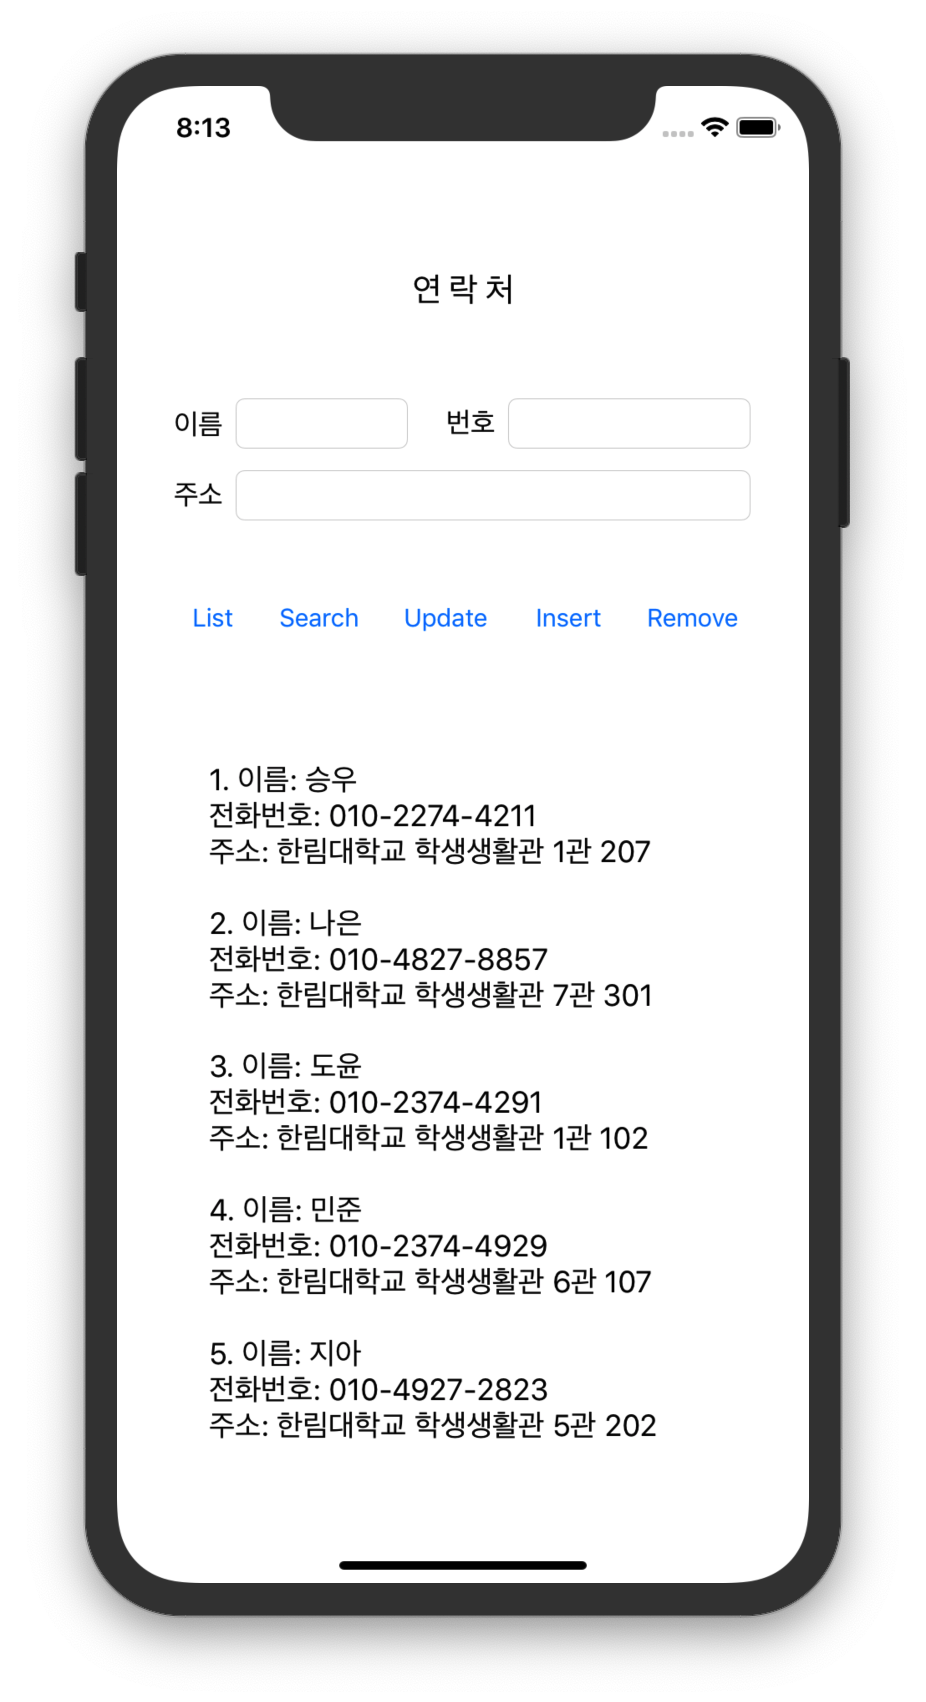 8:13
연락처
이름 번호
주소
List Search Update Insert Remove
1. 이름: 승우
전화번호: 010-2274-4211
주소: 한림대학교 학생생활관 1관 207
2. 이름: 나은
전화번호: 010-4827-8857
주소: 한림대학교 학생생활관 7관 301
3. 이름: 도윤
전화번호: 010-2374-4291
주소: 한림대학교 학생생활관 1관 102
4. 이름: 민준
전화번호: 010-2374-4929
주소: 한림대학교 학생생활관 6관 107
5. 이름: 지아
전화번호: 010-4927-2823
주소: 한림대학교 학생생활관 5관 202